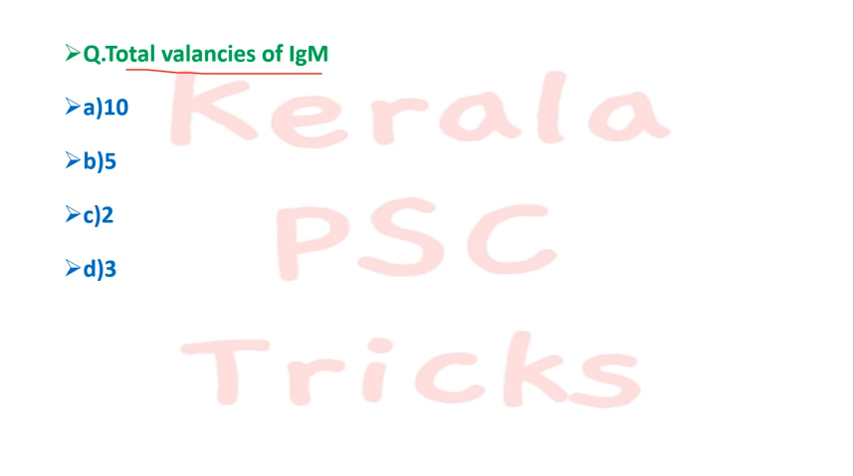 ➢Q.Total valancies of IgM
➢a)10
➢b)5
➢c)2
➢d)3
Kerala
PSC
Tricks